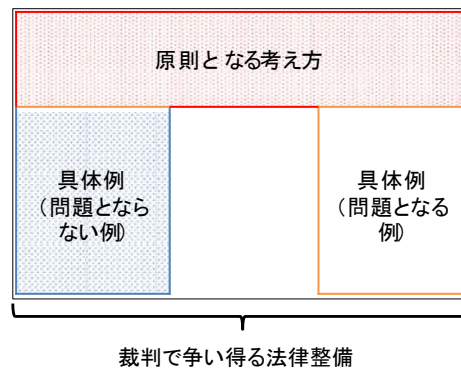 原則となる考え方
具体例
（問題となら
ない例）
具体例
（問題となる
例）
裁判で争い得る法律整備